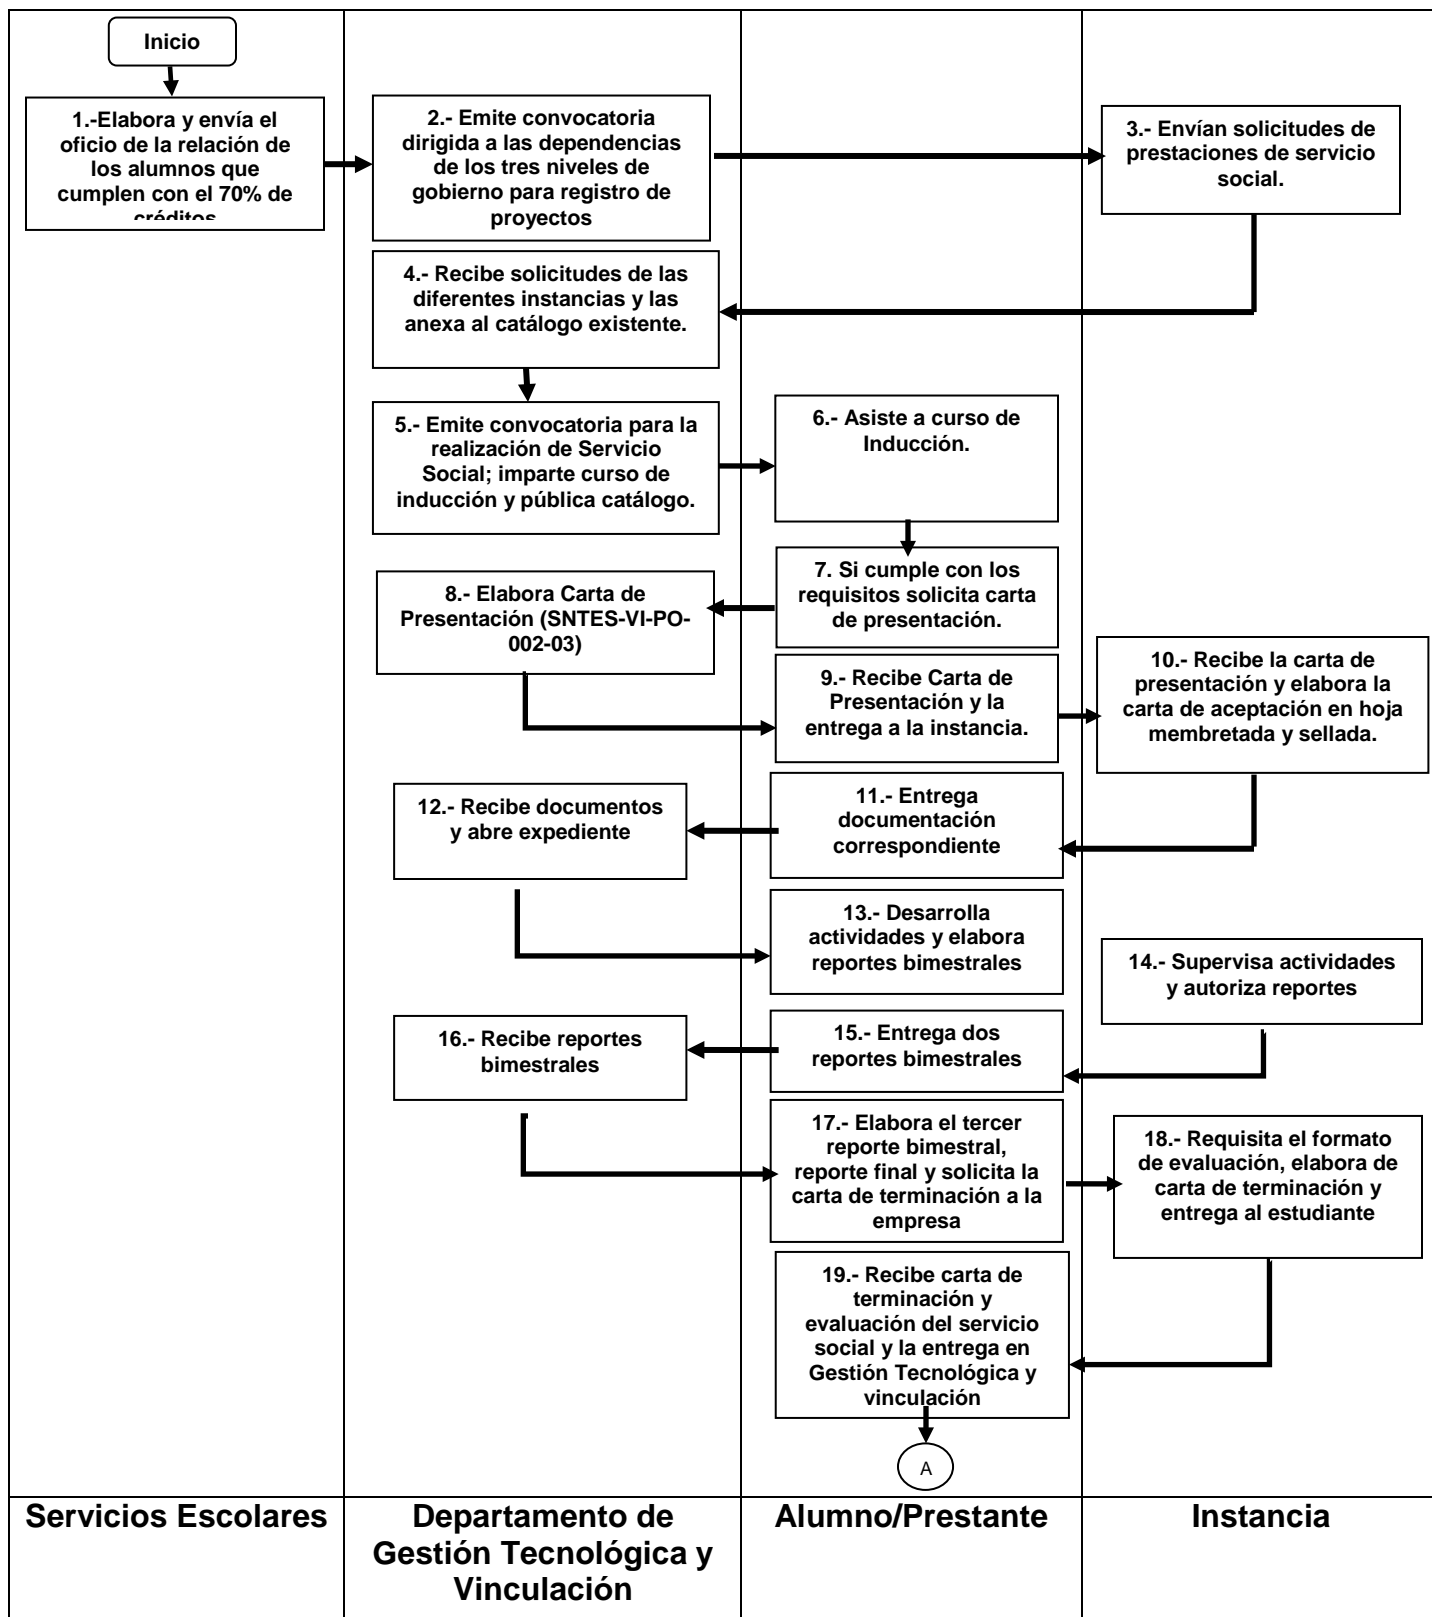 Inicio
1.-Elabora y envía el
oficio de la relación de
los alumnos que
cumplen con el 70% de
créditos
2.- Emite convocatoria
dirigida a las dependencias
de los tres niveles de
gobierno para registro de
proyectos
3.- Envían solicitudes de
prestaciones de servicio
social.
4.- Recibe solicitudes de las
diferentes instancias y las
anexa al catálogo existente.
5.- Emite convocatoria para la
realización de Servicio
Social; imparte curso de
inducción y pública catálogo.
6.- Asiste a curso de
Inducción.
7. Si cumple con los
requisitos solicita carta
de presentación.
8.- Elabora Carta de
Presentación (SNTES-VI-PO-
002-03)
9.- Recibe Carta de
Presentación y la
entrega a la instancia.
10.- Recibe la carta de
presentación y elabora la
carta de aceptación en hoja
membretada y sellada.
11.- Entrega
documentación
correspondiente
12.- Recibe documentos
y abre expediente
13.- Desarrolla
actividades y elabora
reportes bimestrales
14.- Supervisa actividades
y autoriza reportes
15.- Entrega dos
reportes bimestrales
16.- Recibe reportes
bimestrales
17.- Elabora el tercer
reporte bimestral,
reporte final y solicita la
carta de terminación a la
empresa
18.- Requisita el formato
de evaluación, elabora de
carta de terminación y
entrega al estudiante
19.- Recibe carta de
terminación y
evaluación del servicio
social y la entrega en
Gestión Tecnológica y
vinculación
A
Servicios Escolares
Departamento de
Gestión Tecnológica y
Vinculación
Alumno/Prestante
Instancia